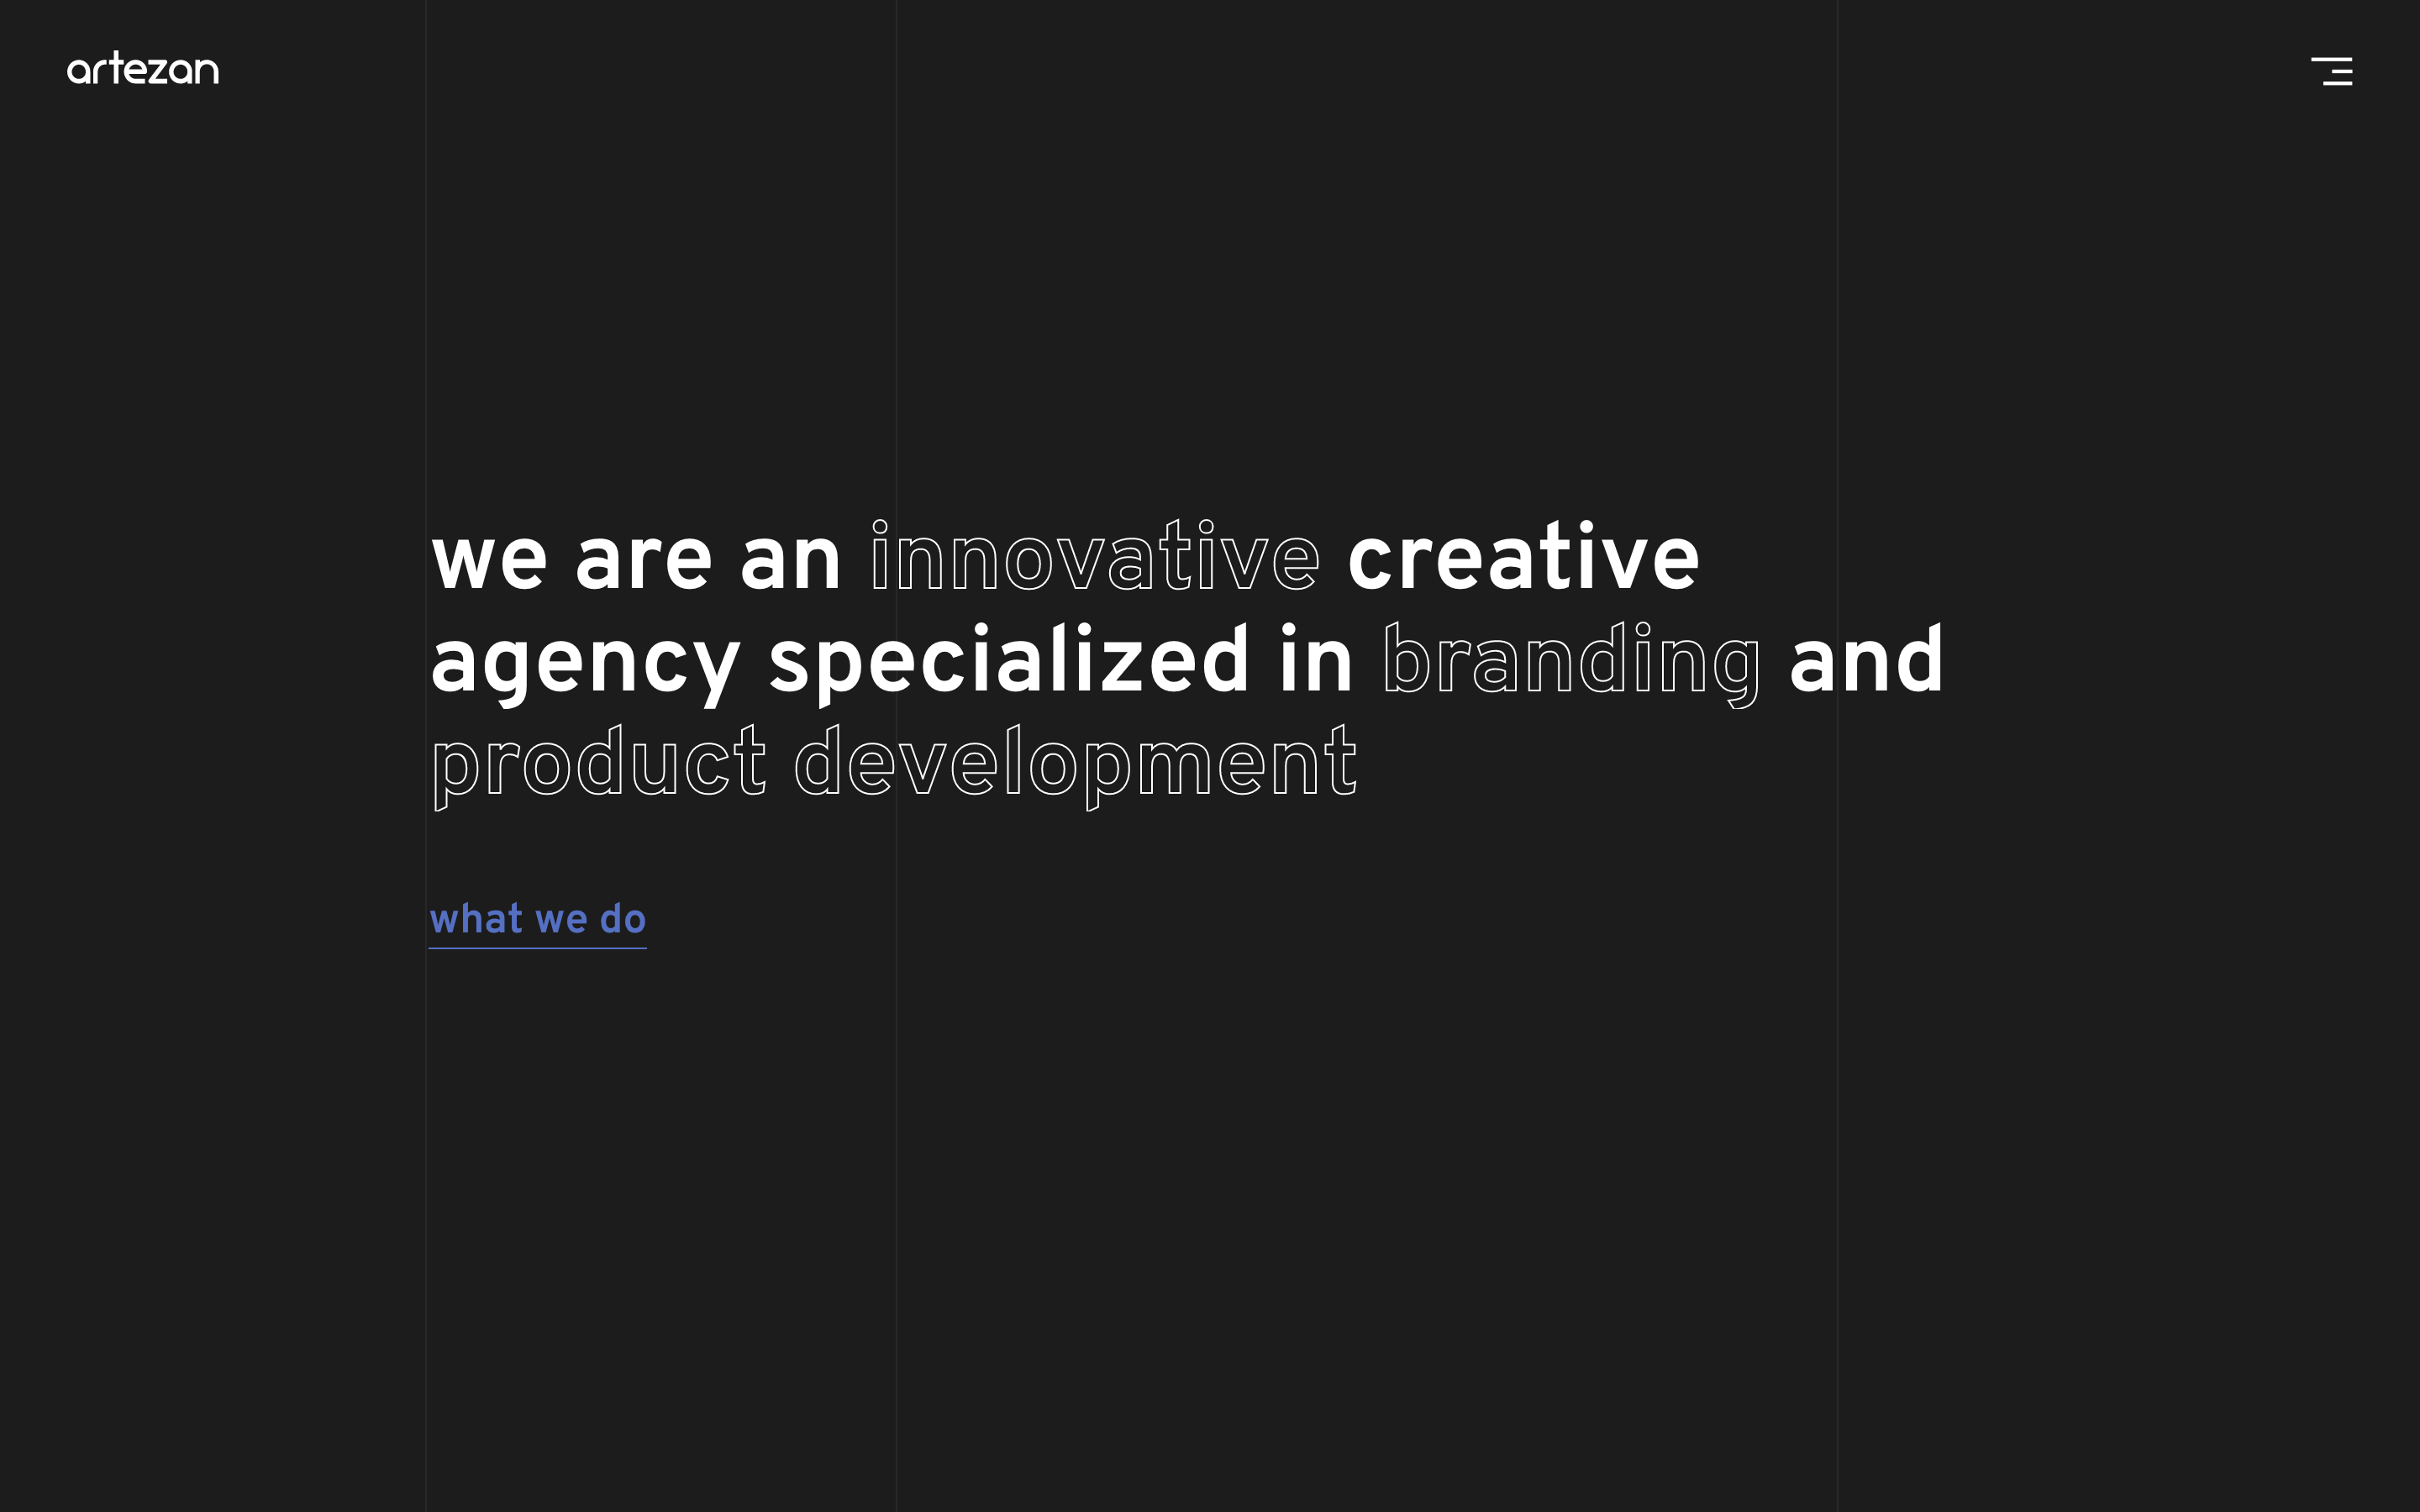 artezan
we are an innovative creative
agency specialized in branding and
product development
what we do